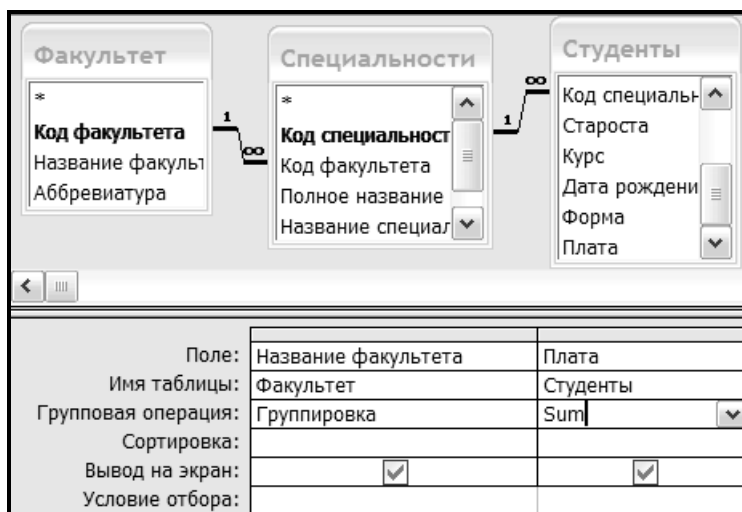 Факультет
*
Код факультета
Название факульт
Аббревиатура
1
∞
Специальности
*
Код специальност
Код факультета
Полное название
Название специал
1
∞
Студенты
Код специальн
Староста
Курс
Дата рождени
Форма
Плата
Поле: Название факультета Плата
Имя таблицы: Факультет Студенты
Групповая операция: Группировка Sum
Сортировка:
Вывод на экран:
Условие отбора: